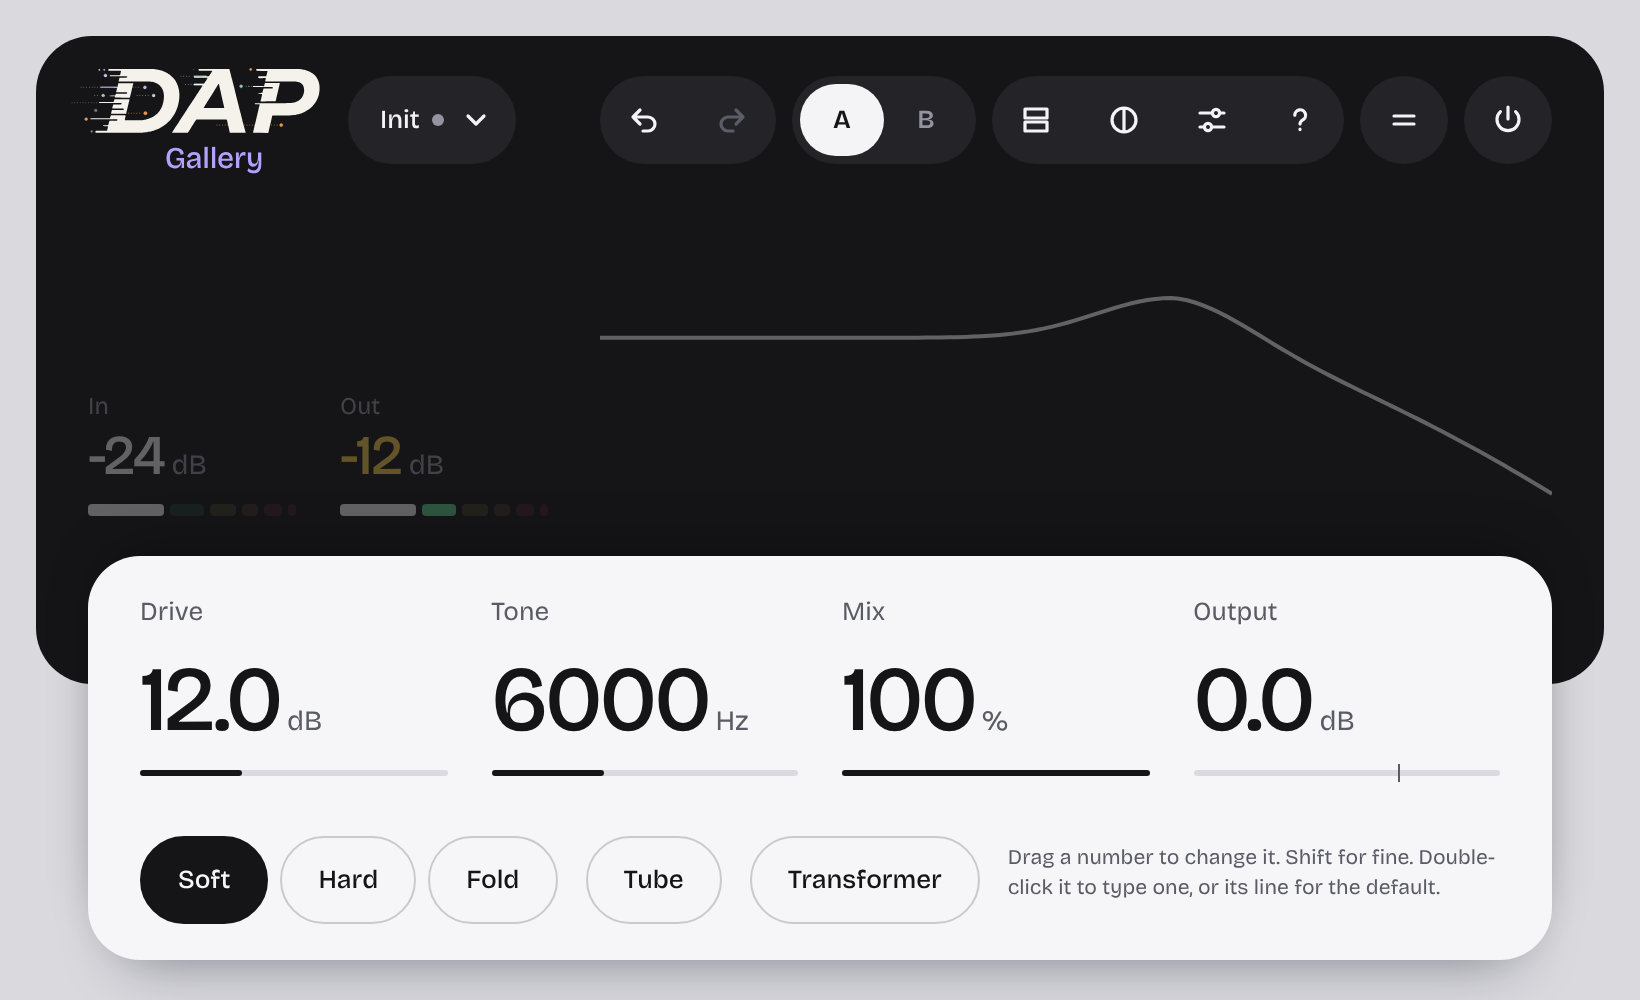 DAP
Gallery
Init
A
B
?
In
Out
-24 dB
-12 dB
Drive
Tone
Mix
Output
12.0 dB
6000 Hz
100 %
0.0 dB
Soft
Hard
Fold
Tube
Transformer
Drag a number to change it. Shift for fine. Double-
click it to type one, or its line for the default.